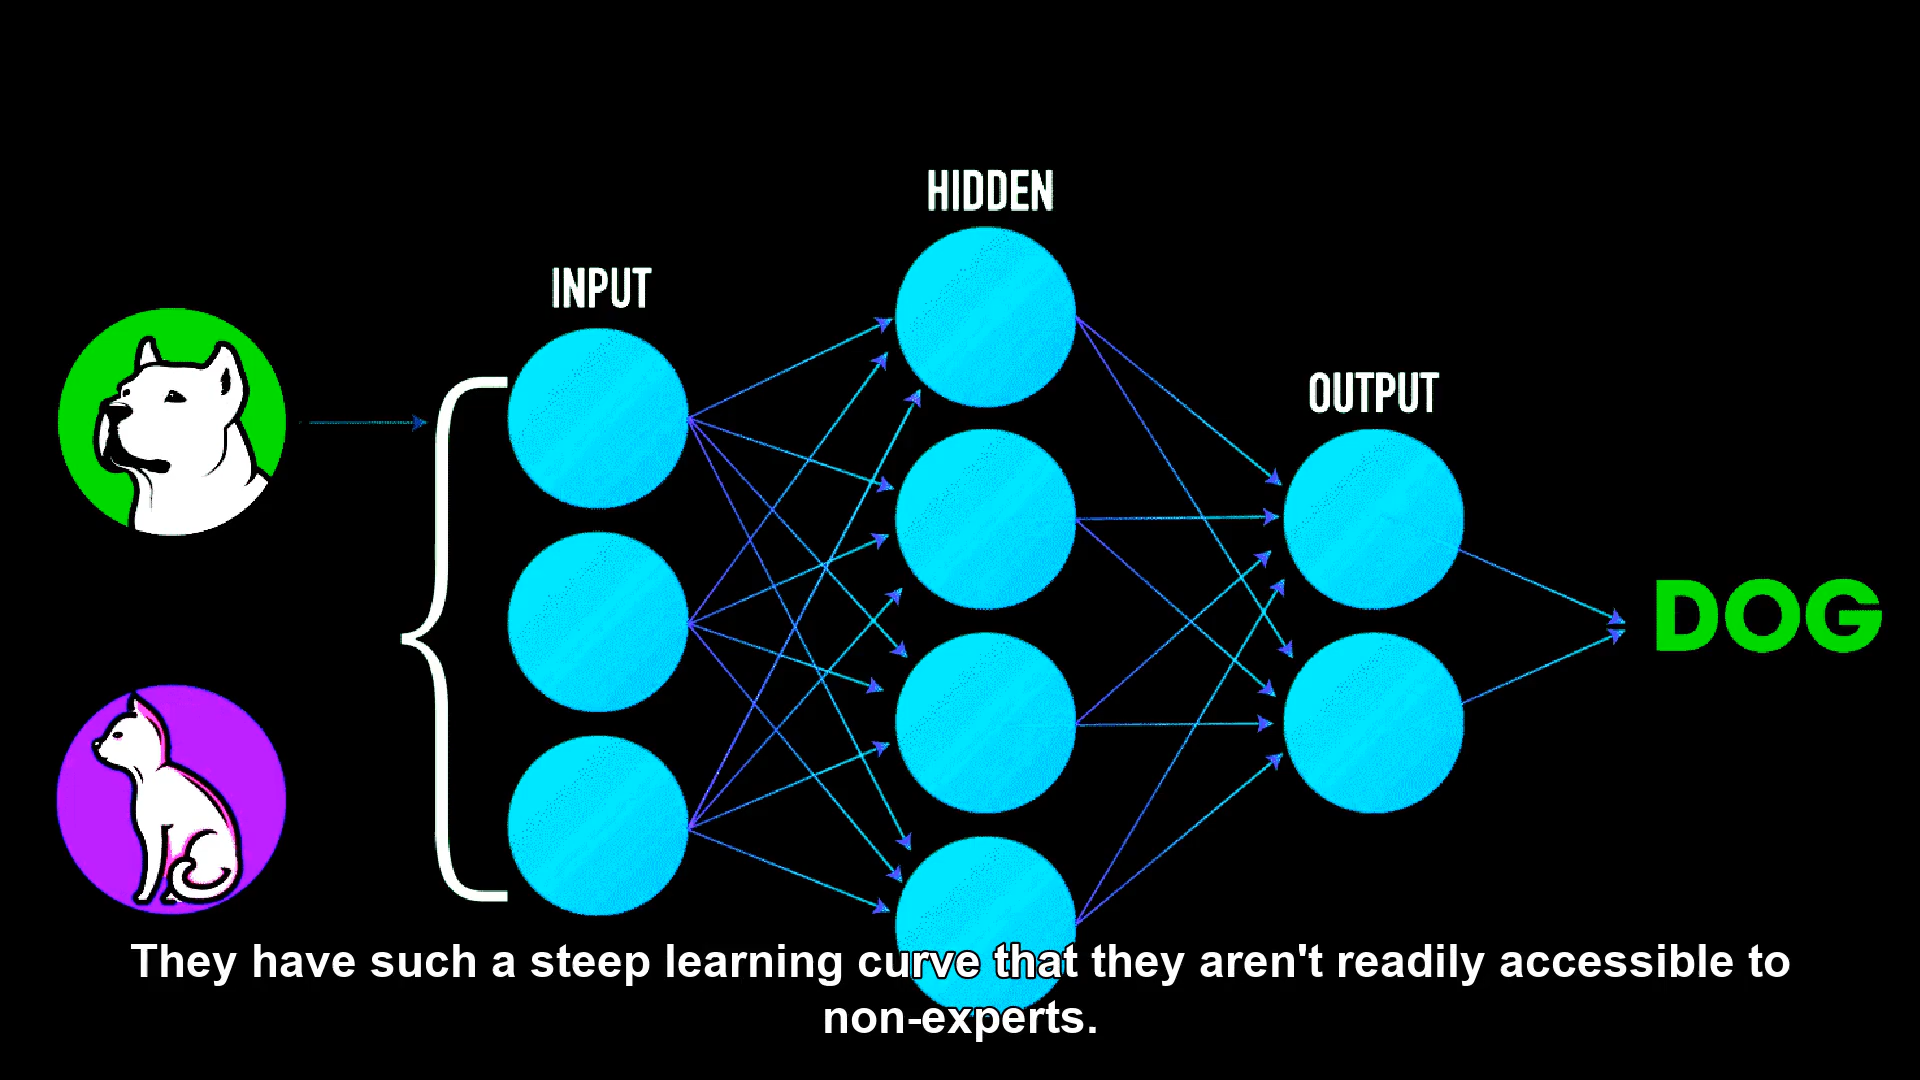 HIDDEN
INPUT
OUTPUT
DOG
They have such a steep learning curve that they aren't readily accessible to
non-experts.